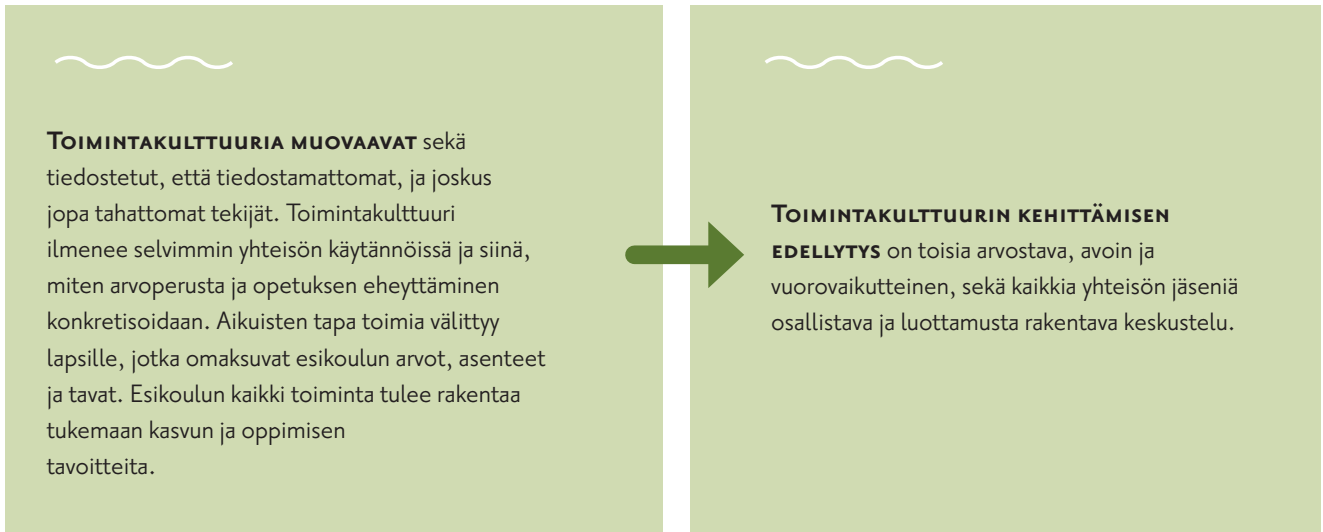 Toimintakulttuuria muovaavat sekä
tiedostetut, että tiedostamattomat, ja joskus
jopa tahattomat tekijät. Toimintakulttuuri
ilmenee selvimmin yhteisön käytännöissä ja siinä,
miten arvoperusta ja opetuksen eheyttäminen
konkretisoidaan. Aikuisten tapa toimia välittyy
lapsille, jotka omaksuvat esikoulun arvot, asenteet
ja tavat. Esikoulun kaikki toiminta tulee rakentaa
tukemaan kasvun ja oppimisen
tavoitteita.
Toimintakulttuurin kehittämisen
edellytys on toisia arvostava, avoin ja
vuorovaikutteinen, sekä kaikkia yhteisön jäseniä
osallistava ja luottamusta rakentava keskustelu.